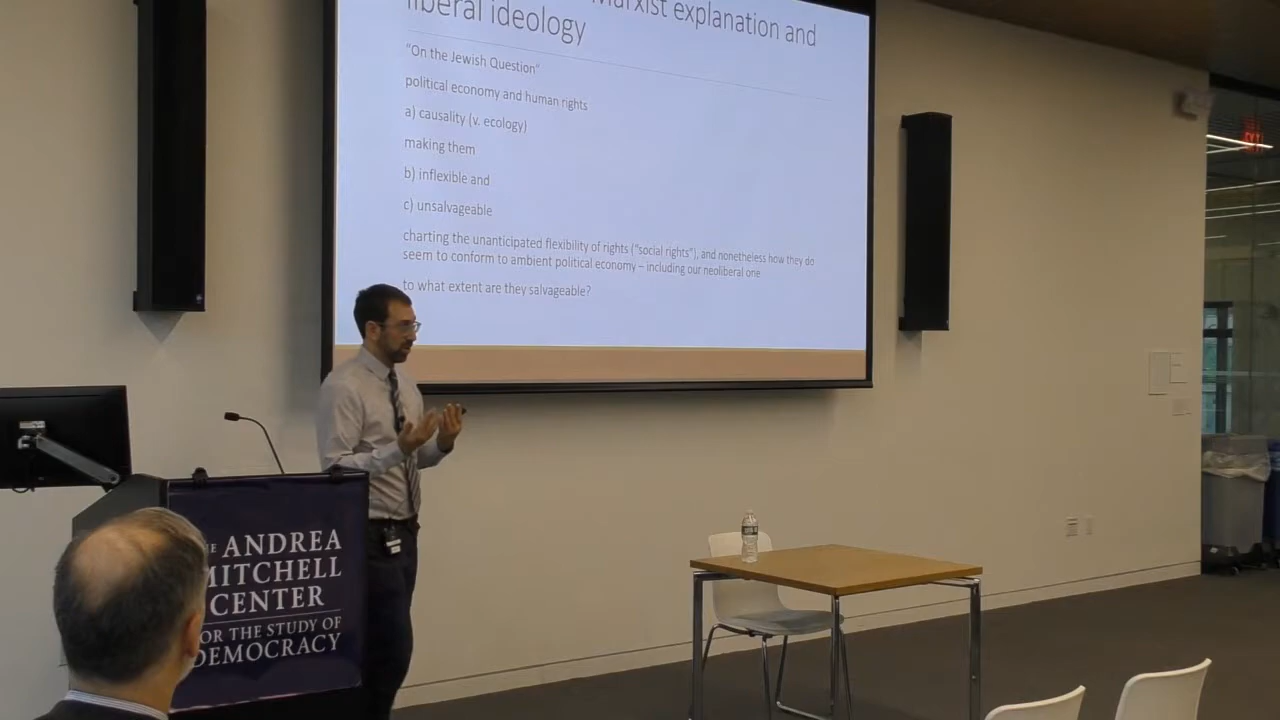 Marxist explanation and
liberal ideology
"On the Jewish Question"
political economy and human rights
a) causality (v. ecology)
making them
b) inflexible and
c) unsalvageable
charting the unanticipated flexibility of rights ("social rights"), and nonetheless how they do
seem to conform to ambient political economy – including our neoliberal one
to what extent are they salvageable?
EXIT
ANDREA
MITCHELL
CENTER
FOR THE STUDY OF
DEMOCRACY